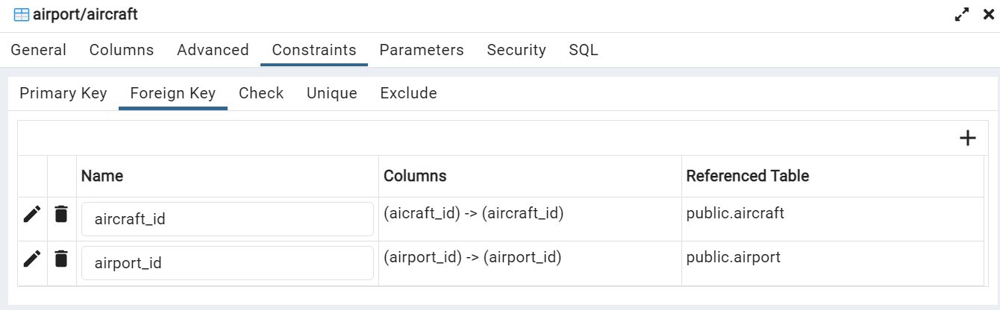 airport/aircraft
General Columns Advanced Constraints Parameters Security SQL
Primary Key Foreign Key Check Unique Exclude
Name Columns Referenced Table
aircraft_id (aicraft_id) -> (aircraft_id) public.aircraft
airport_id (airport_id) -> (airport_id) public.airport